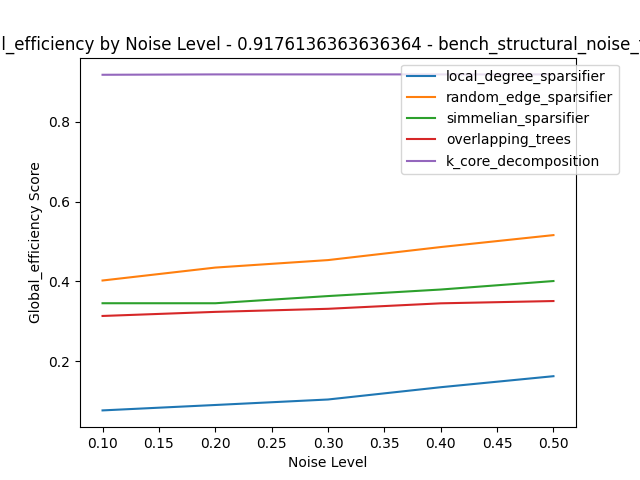 l_efficiency by Noise Level - 0.9176136363636364 - bench_structural_noise_
local_degree_sparsifier
random_edge_sparsifier
simmelian_sparsifier
overlapping_trees
k_core_decomposition
Global_efficiency Score
0.8
0.6
0.4
0.2
0.10 0.15 0.20 0.25 0.30 0.35 0.40 0.45 0.50
Noise Level